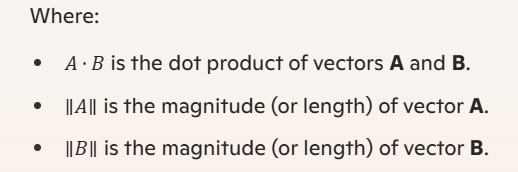 Where:
• A · B is the dot product of vectors A and B.
• ‖A‖ is the magnitude (or length) of vector A.
• ‖B‖ is the magnitude (or length) of vector B.